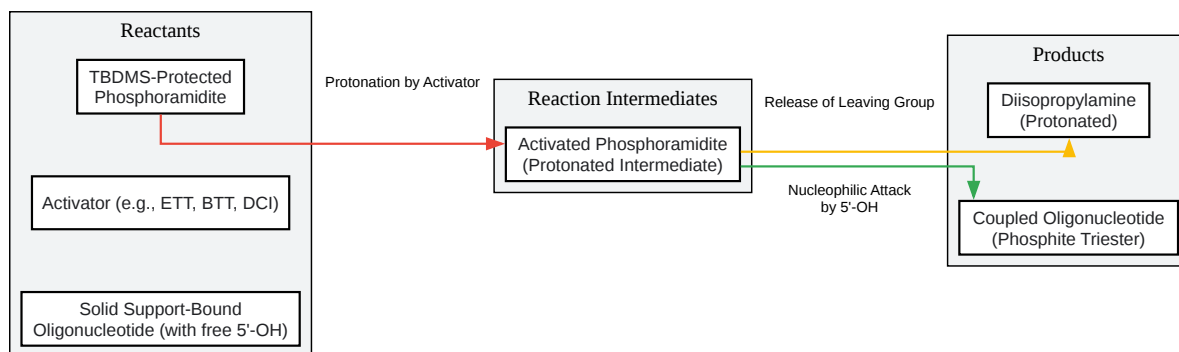 Reactants
TBDMS-Protected
Phosphoramidite
Activator (e.g., ETT, BTT, DCI)
Solid Support-Bound
Oligonucleotide (with free 5'-OH)
Protonation by Activator
Reaction Intermediates
Activated Phosphoramidite
(Protonated Intermediate)
Release of Leaving Group
Nucleophilic Attack
by 5'-OH
Products
Diisopropylamine
(Protonated)
Coupled Oligonucleotide
(Phosphite Triester)